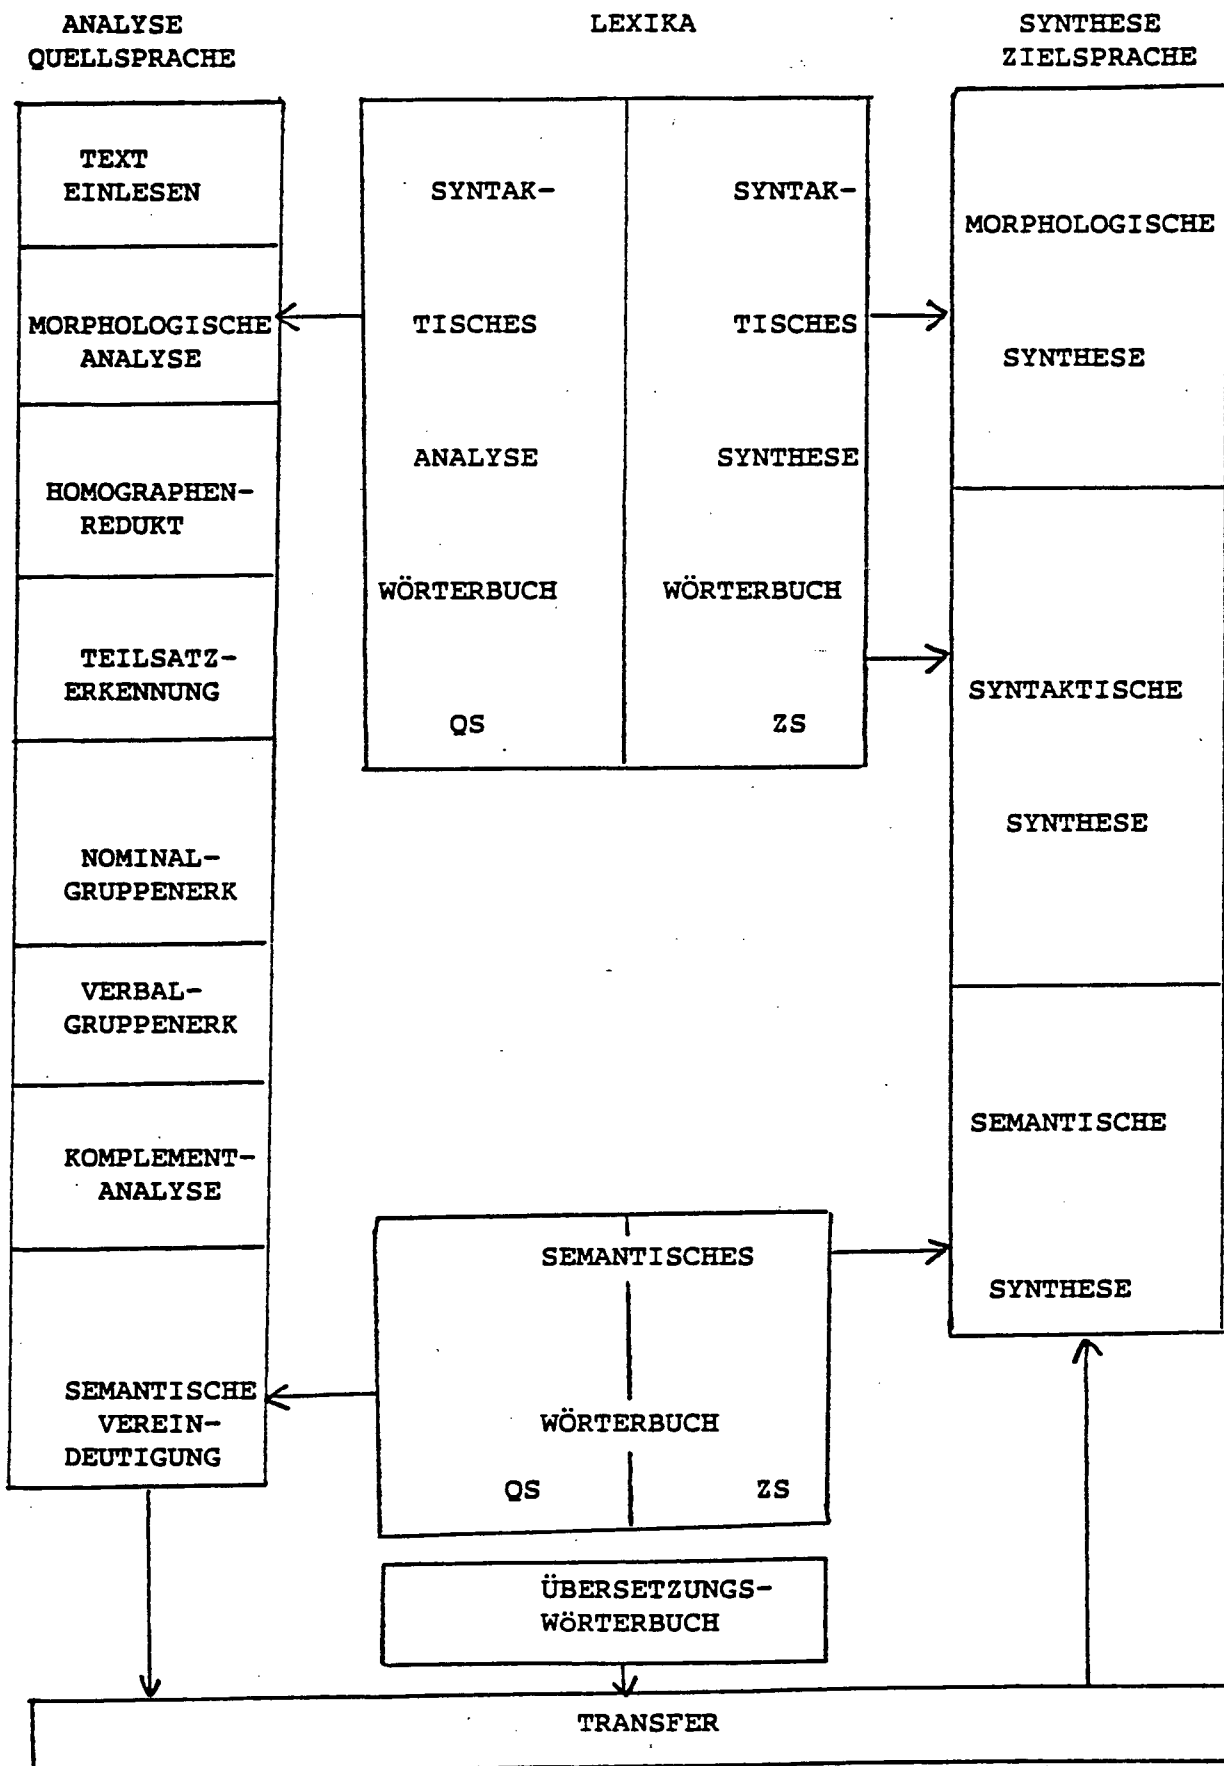 ANALYSE
QUELLSPRACHE
TEXT
EINLESEN
MORPHOLOGISCHE
ANALYSE
HOMOGRAPHEN-
REDUKT
TEILSATZ-
ERKENNUNG
NOMINAL-
GRUPPENERK
VERBAL-
GRUPPENERK
KOMPLEMENT-
ANALYSE
SEMANTISCHE
VEREIN-
DEUTIGUNG
LEXIKA
SYNTAK-
TISCHES
ANALYSE
WÖRTERBUCH
QS
SYNTAK-
TISCHES
SYNTHESE
WÖRTERBUCH
ZS
SEMANTISCHES
WÖRTERBUCH
QS ZS
ÜBERSETZUNGS-
WÖRTERBUCH
SYNTHESE
ZIELSPRACHE
MORPHOLOGISCHE
SYNTHESE
SYNTAKTISCHE
SYNTHESE
SEMANTISCHE
SYNTHESE
TRANSFER